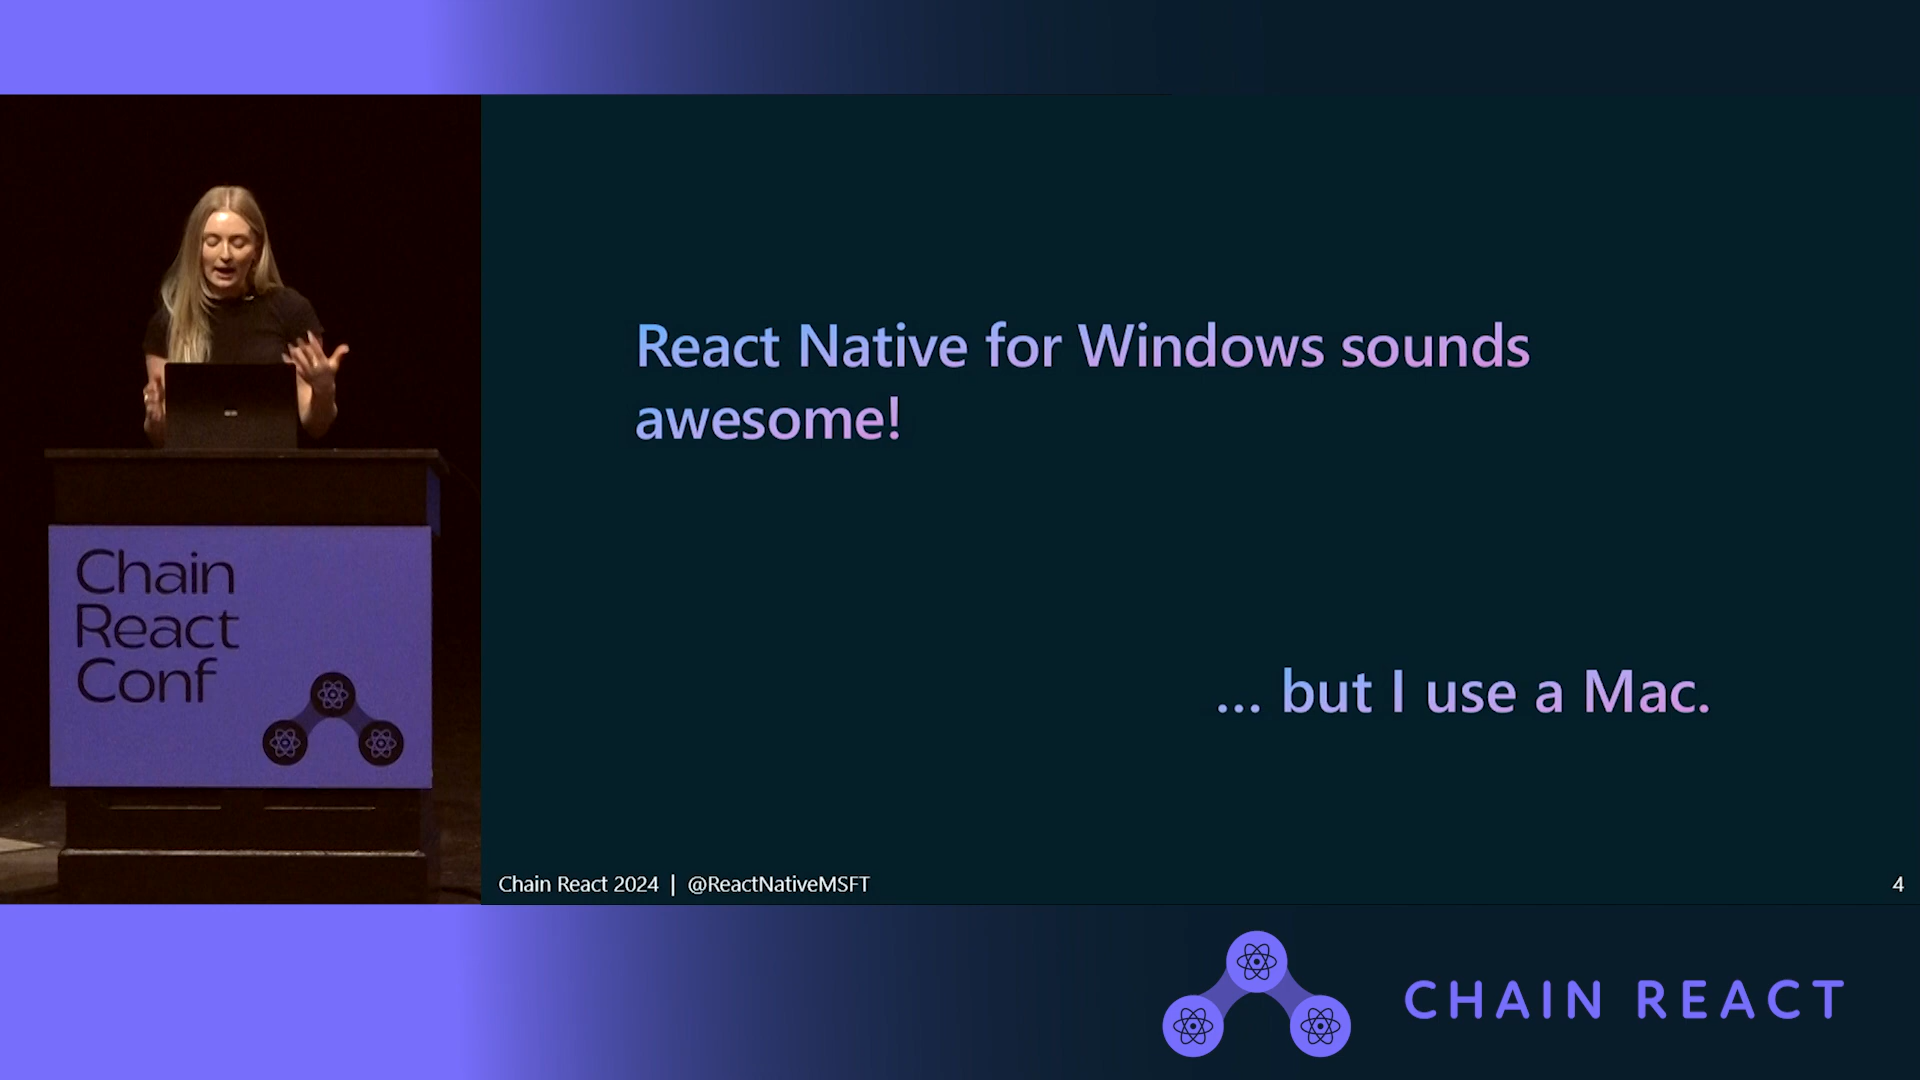 React Native for Windows sounds
awesome!
... but I use a Mac.
Chain
React
Conf
Chain React 2024 | @ReactNativeMSFT
4
CHAIN REACT